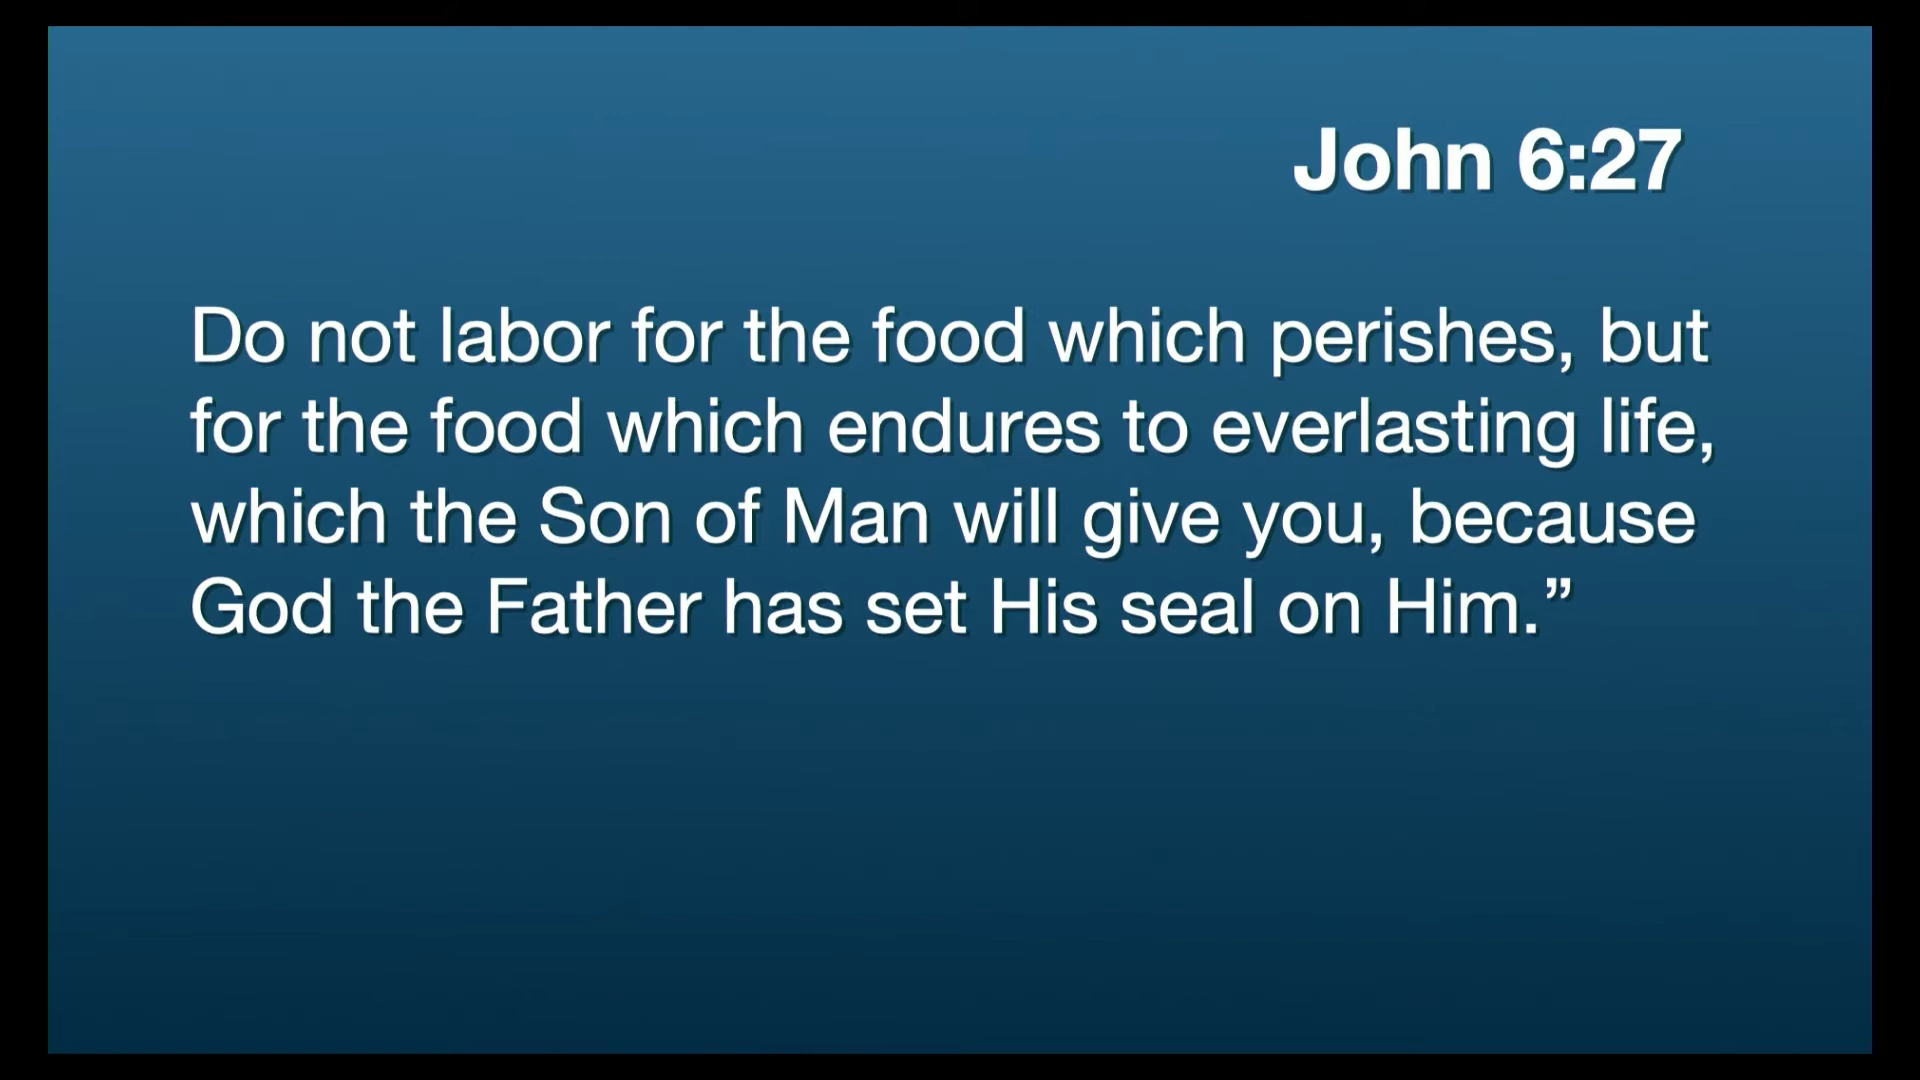 John 6:27
Do not labor for the food which perishes, but
for the food which endures to everlasting life,
which the Son of Man will give you, because
God the Father has set His seal on Him.”